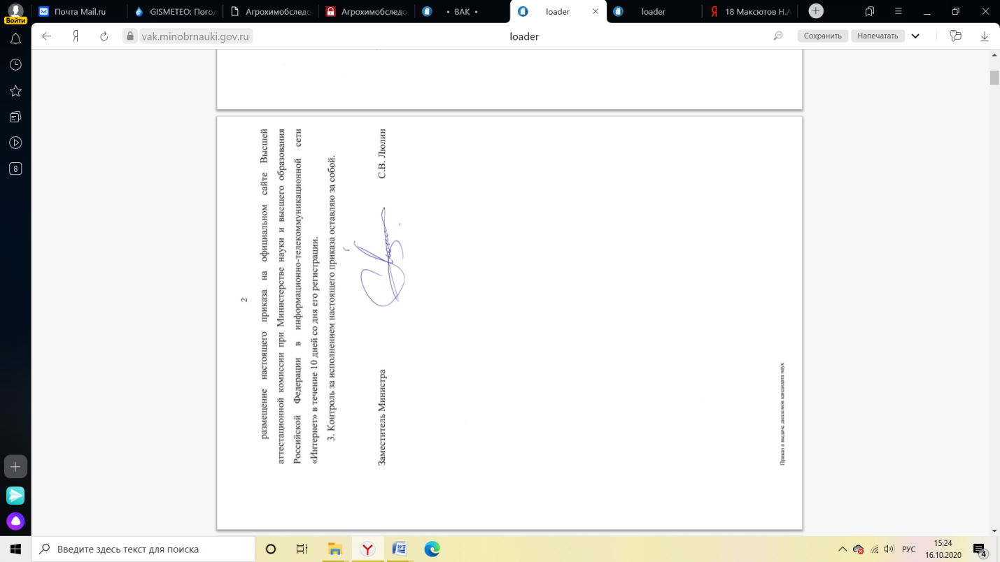 Почта Mail.ru
GISMETEO: Погод
Агрохимобследо
Агрохимобследо
• ВАК •
loader
loader
18 Максютов Н.А
Войти
vak.minobrnauki.gov.ru
loader
Сохранить
Напечатать
8
2
размещение настоящего приказа на официальном сайте Высшей
аттестационной комиссии при Министерстве науки и высшего образования
Российской Федерации в информационно-телекоммуникационной сети
«Интернет» в течение 10 дней со дня его регистрации.
3. Контроль за исполнением настоящего приказа оставляю за собой.
Заместитель Министра С.В. Люлин
Приказ о выдаче дипломов кандидата наук
Введите здесь текст для поиска
РУС
15:24
16.10.2020
4